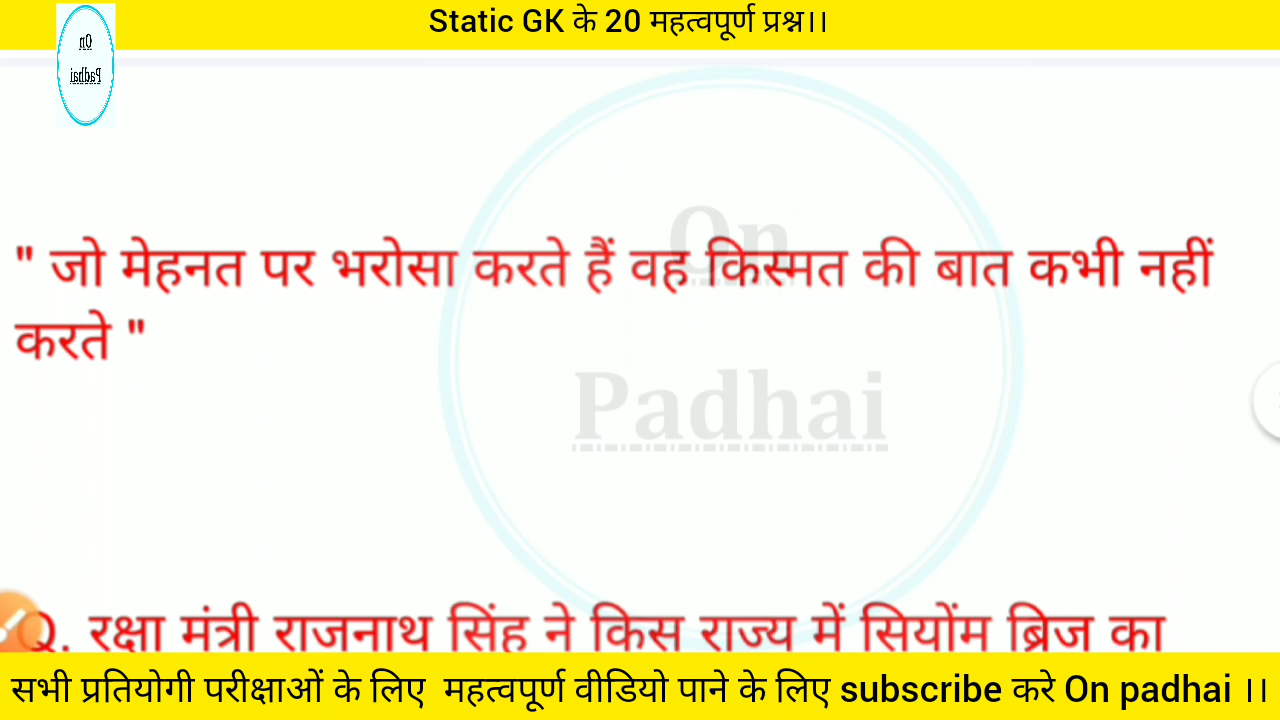 Static GK के 20 महत्वपूर्ण प्रश्न।।
On
Padhai
On
" जो मेहनत पर भरोसा करते हैं वह किस्मत की बात कभी नहीं
करते "
Padhai
Q. रक्षा मंत्री राजनाथ सिंह ने किस राज्य में सियोंम ब्रिज का
सभी प्रतियोगी परीक्षाओं के लिए महत्वपूर्ण वीडियो पाने के लिए subscribe करे On padhai ।।